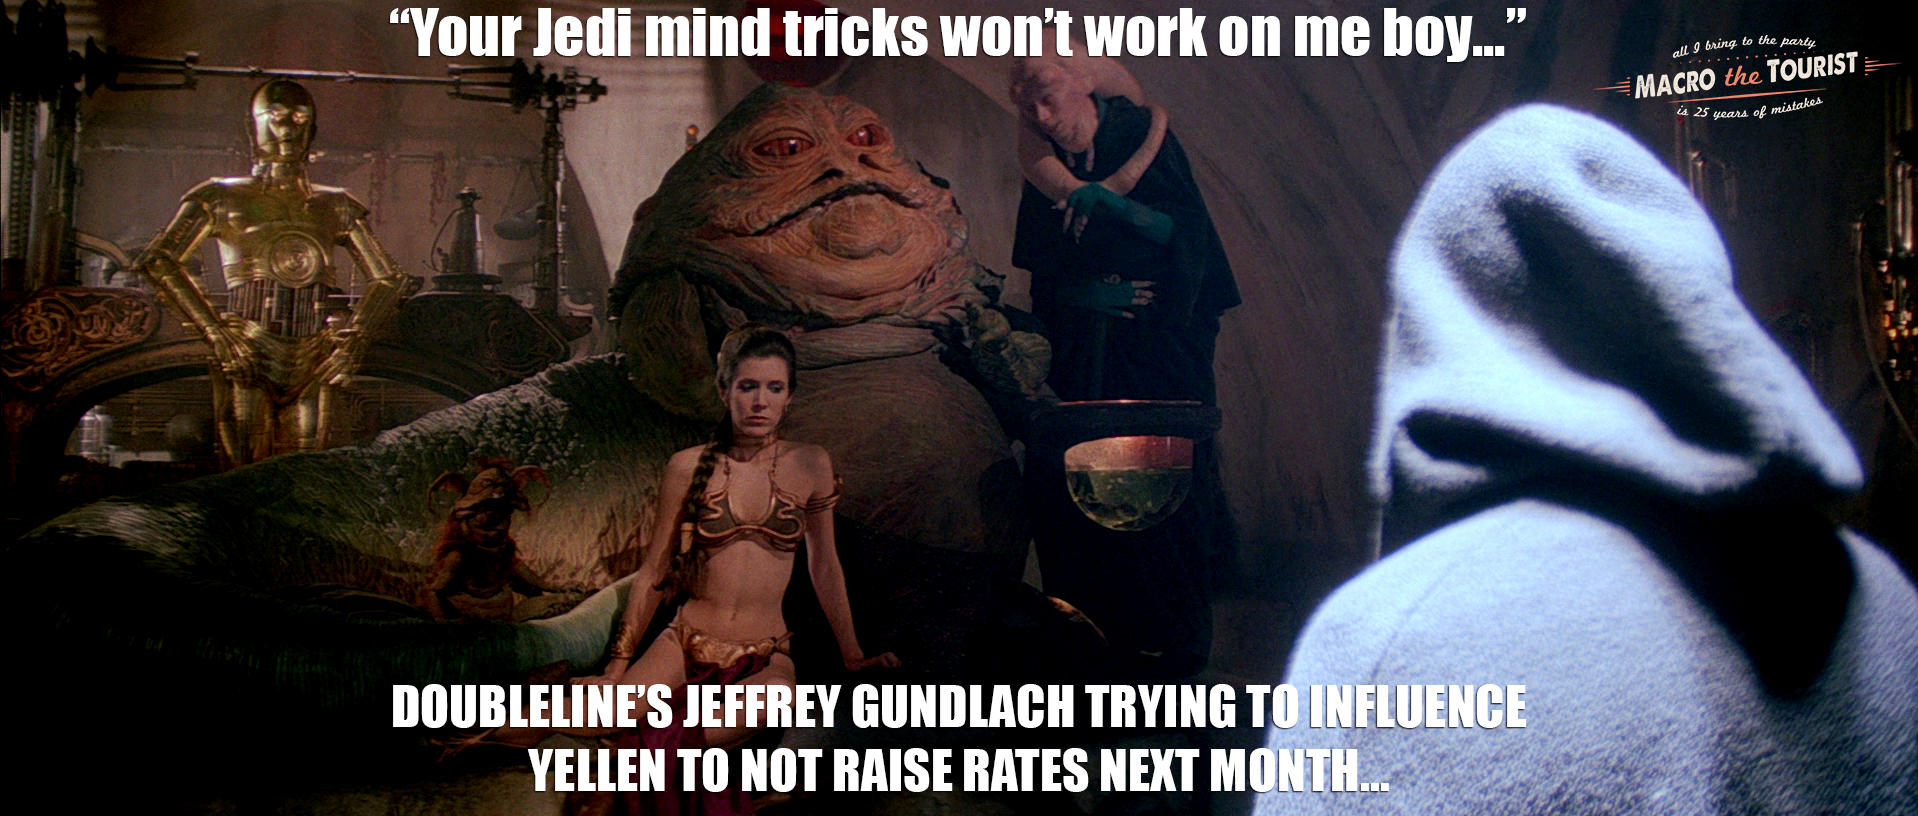 “Your Jedi mind tricks won’t work on me boy...”
all I bring to the party
MACRO the TOURIST
is 25 years of mistakes
DOUBLELINE’S JEFFREY GUNDLACH TRYING TO INFLUENCE
YELLEN TO NOT RAISE RATES NEXT MONTH...